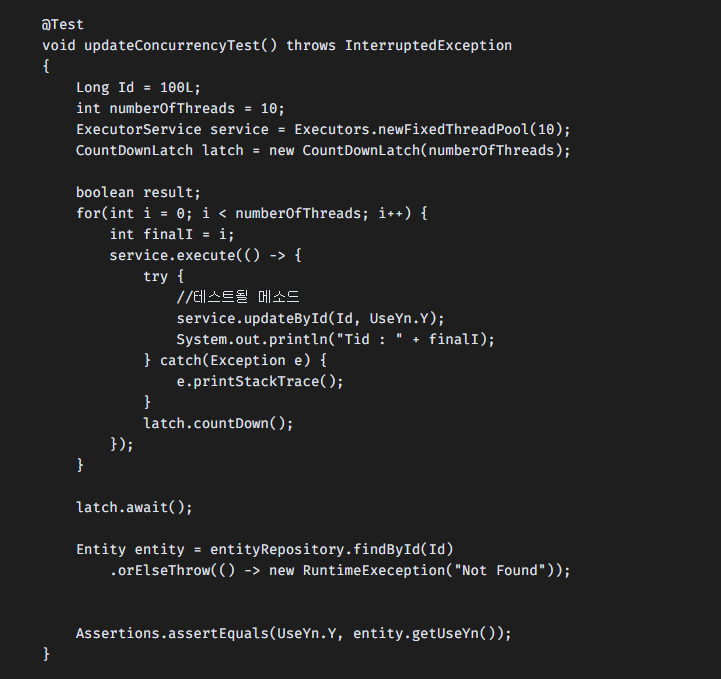 @Test
void updateConcurrencyTest() throws InterruptedException
{
    Long Id = 100L;
    int numberOfThreads = 10;
    ExecutorService service = Executors.newFixedThreadPool(10);
    CountDownLatch latch = new CountDownLatch(numberOfThreads);

    boolean result;
    for(int i = 0; i < numberOfThreads; i++) {
        int finalI = i;
        service.execute(() -> {
            try {
                //테스트될 메소드
                service.updateById(Id, UseYn.Y);
                System.out.println("Tid : " + finalI);
            } catch(Exception e) {
                e.printStackTrace();
            }
            latch.countDown();
        });
    }

    latch.await();

    Entity entity = entityRepository.findById(Id)
        .orElseThrow(() -> new RuntimeExeception("Not Found"));


    Assertions.assertEquals(UseYn.Y, entity.getUseYn());
}